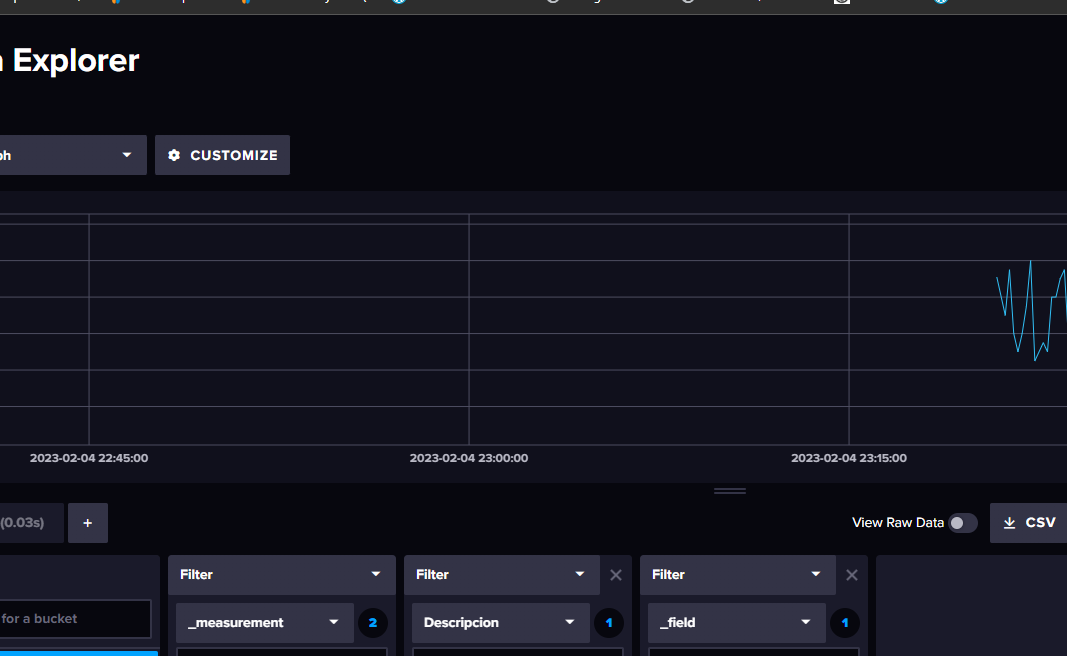 Explorer
CUSTOMIZE
2023-02-04 22:45:00
2023-02-04 23:00:00
2023-02-04 23:15:00
(0.03s)
+
View Raw Data
CSV
Filter
Filter
Filter
for a bucket
_measurement
2
Descripcion
1
_field
1